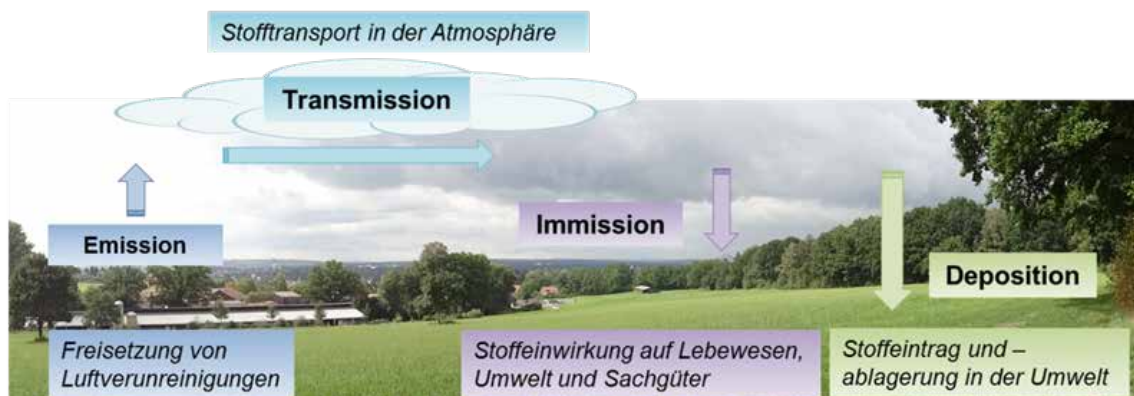 Stofftransport in der Atmosphäre
Transmission
Emission
Freisetzung von
Luftverunreinigungen
Immission
Stoffeinwirkung auf Lebewesen,
Umwelt und Sachgüter
Deposition
Stoffeintrag und –
ablagerung in der Umwelt